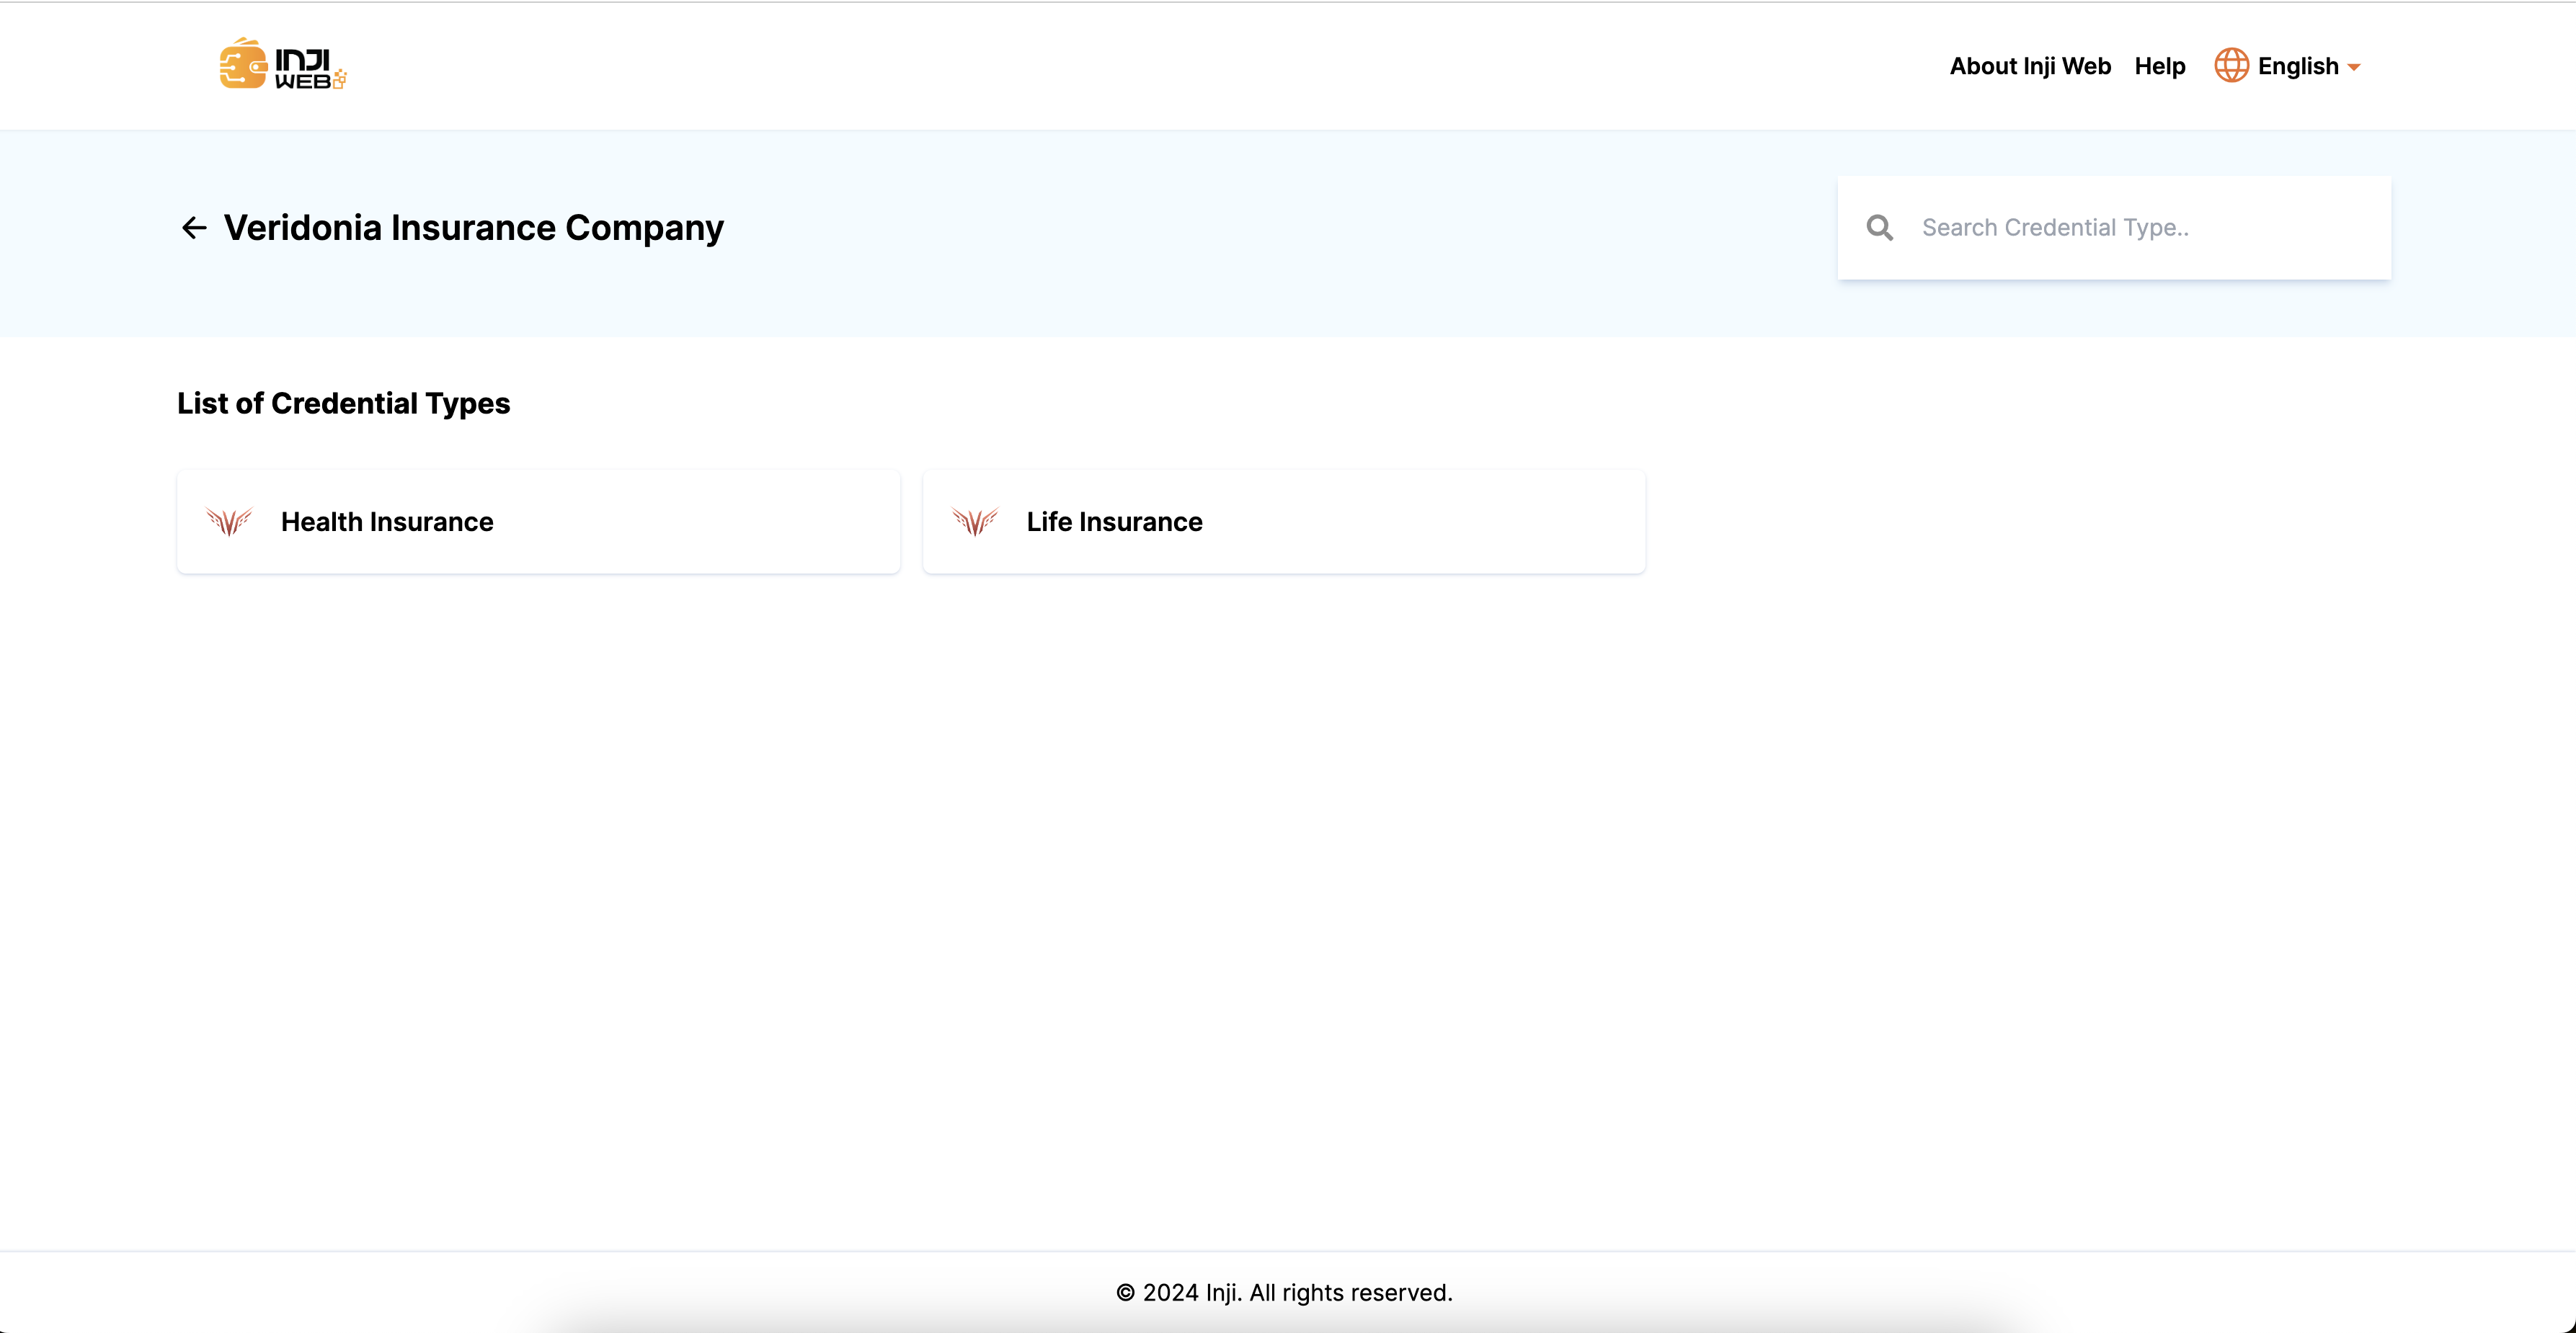 INJI
WEB
About Inji Web
Help
English
Veridonia Insurance Company
Search Credential Type..
List of Credential Types
Health Insurance
Life Insurance
© 2024 Inji. All rights reserved.